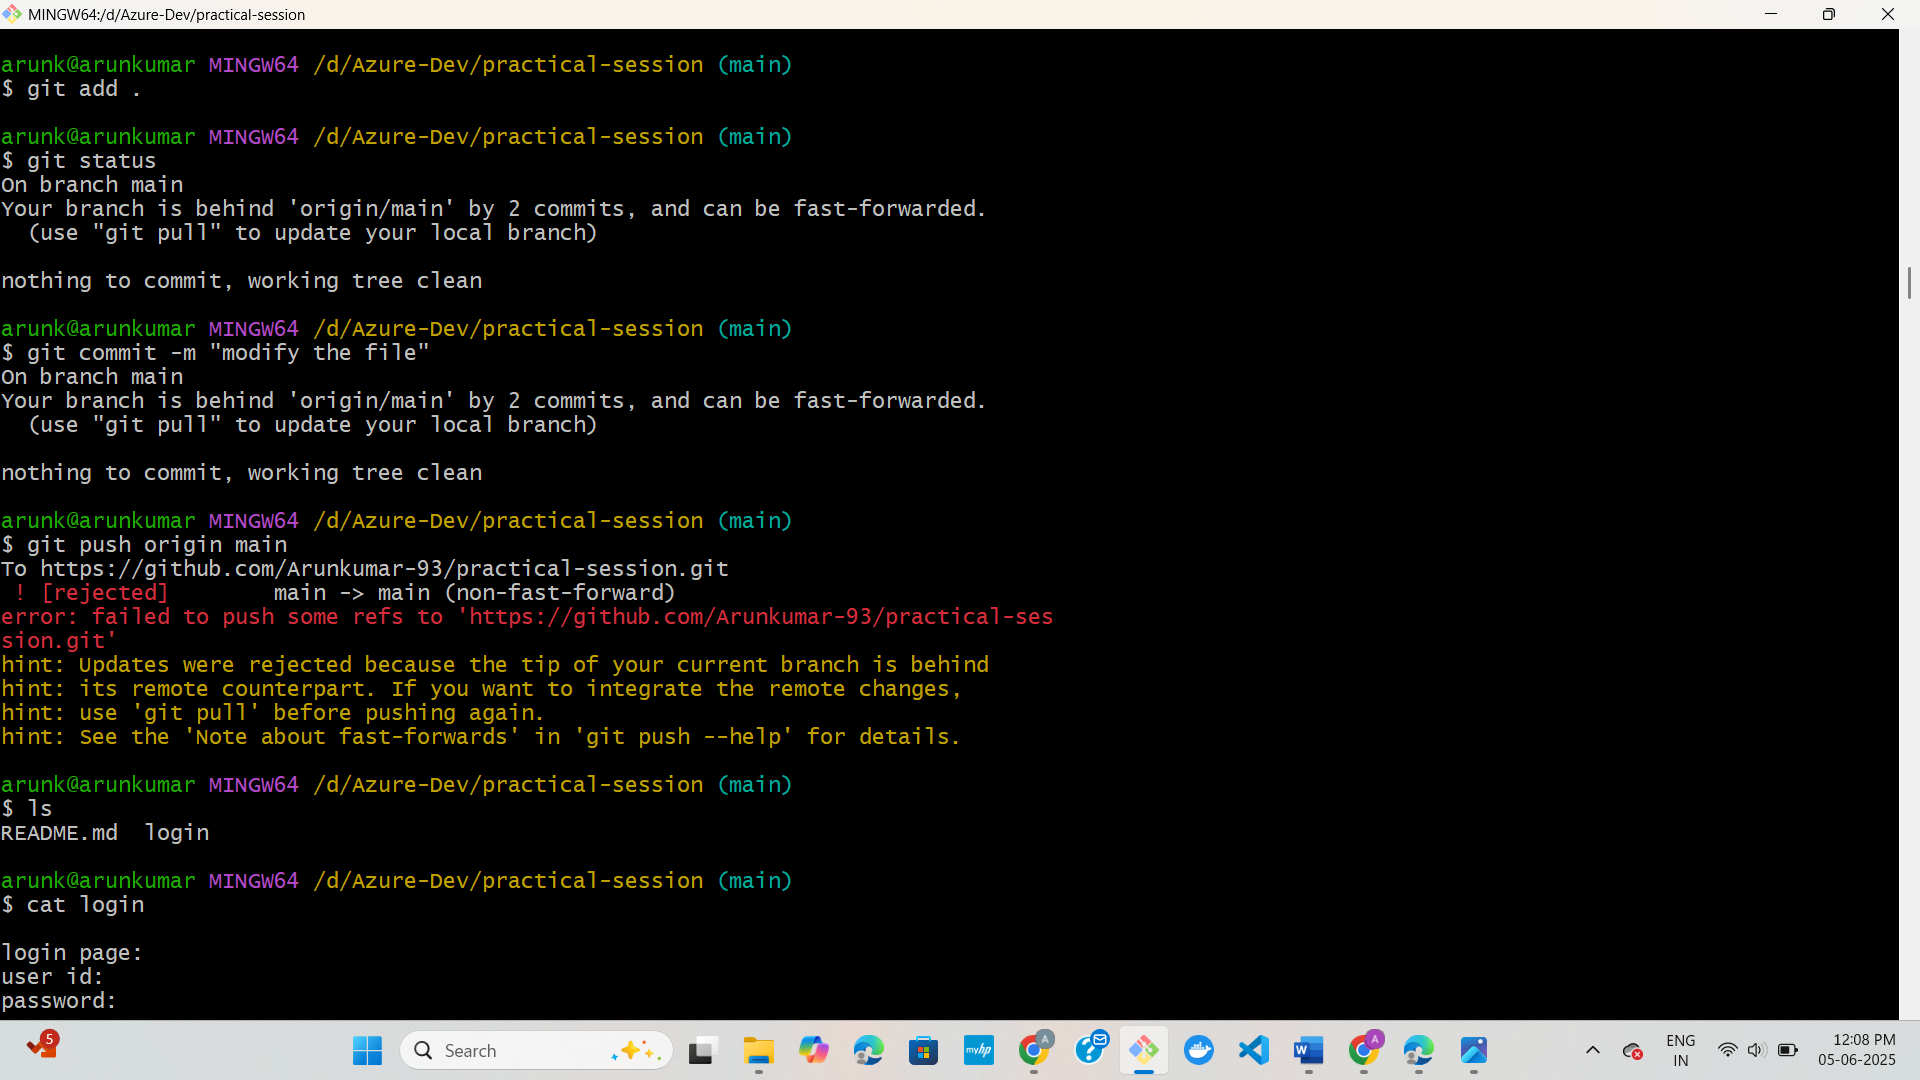 MINGW64:/d/Azure-Dev/practical-session
arunk@arunkumar MINGW64 /d/Azure-Dev/practical-session (main)
$ git add .
arunk@arunkumar MINGW64 /d/Azure-Dev/practical-session (main)
$ git status
On branch main
Your branch is behind 'origin/main' by 2 commits, and can be fast-forwarded.
  (use "git pull" to update your local branch)
nothing to commit, working tree clean
arunk@arunkumar MINGW64 /d/Azure-Dev/practical-session (main)
$ git commit -m "modify the file"
On branch main
Your branch is behind 'origin/main' by 2 commits, and can be fast-forwarded.
  (use "git pull" to update your local branch)
nothing to commit, working tree clean
arunk@arunkumar MINGW64 /d/Azure-Dev/practical-session (main)
$ git push origin main
To https://github.com/Arunkumar-93/practical-session.git
 ! [rejected]        main -> main (non-fast-forward)
error: failed to push some refs to 'https://github.com/Arunkumar-93/practical-ses
sion.git'
hint: Updates were rejected because the tip of your current branch is behind
hint: its remote counterpart. If you want to integrate the remote changes,
hint: use 'git pull' before pushing again.
hint: See the 'Note about fast-forwards' in 'git push --help' for details.
arunk@arunkumar MINGW64 /d/Azure-Dev/practical-session (main)
$ ls
README.md  login
arunk@arunkumar MINGW64 /d/Azure-Dev/practical-session (main)
$ cat login
login page:
user id:
password:
5
Search
myhp
A
W
A
ENG
IN
12:08 PM
05-06-2025